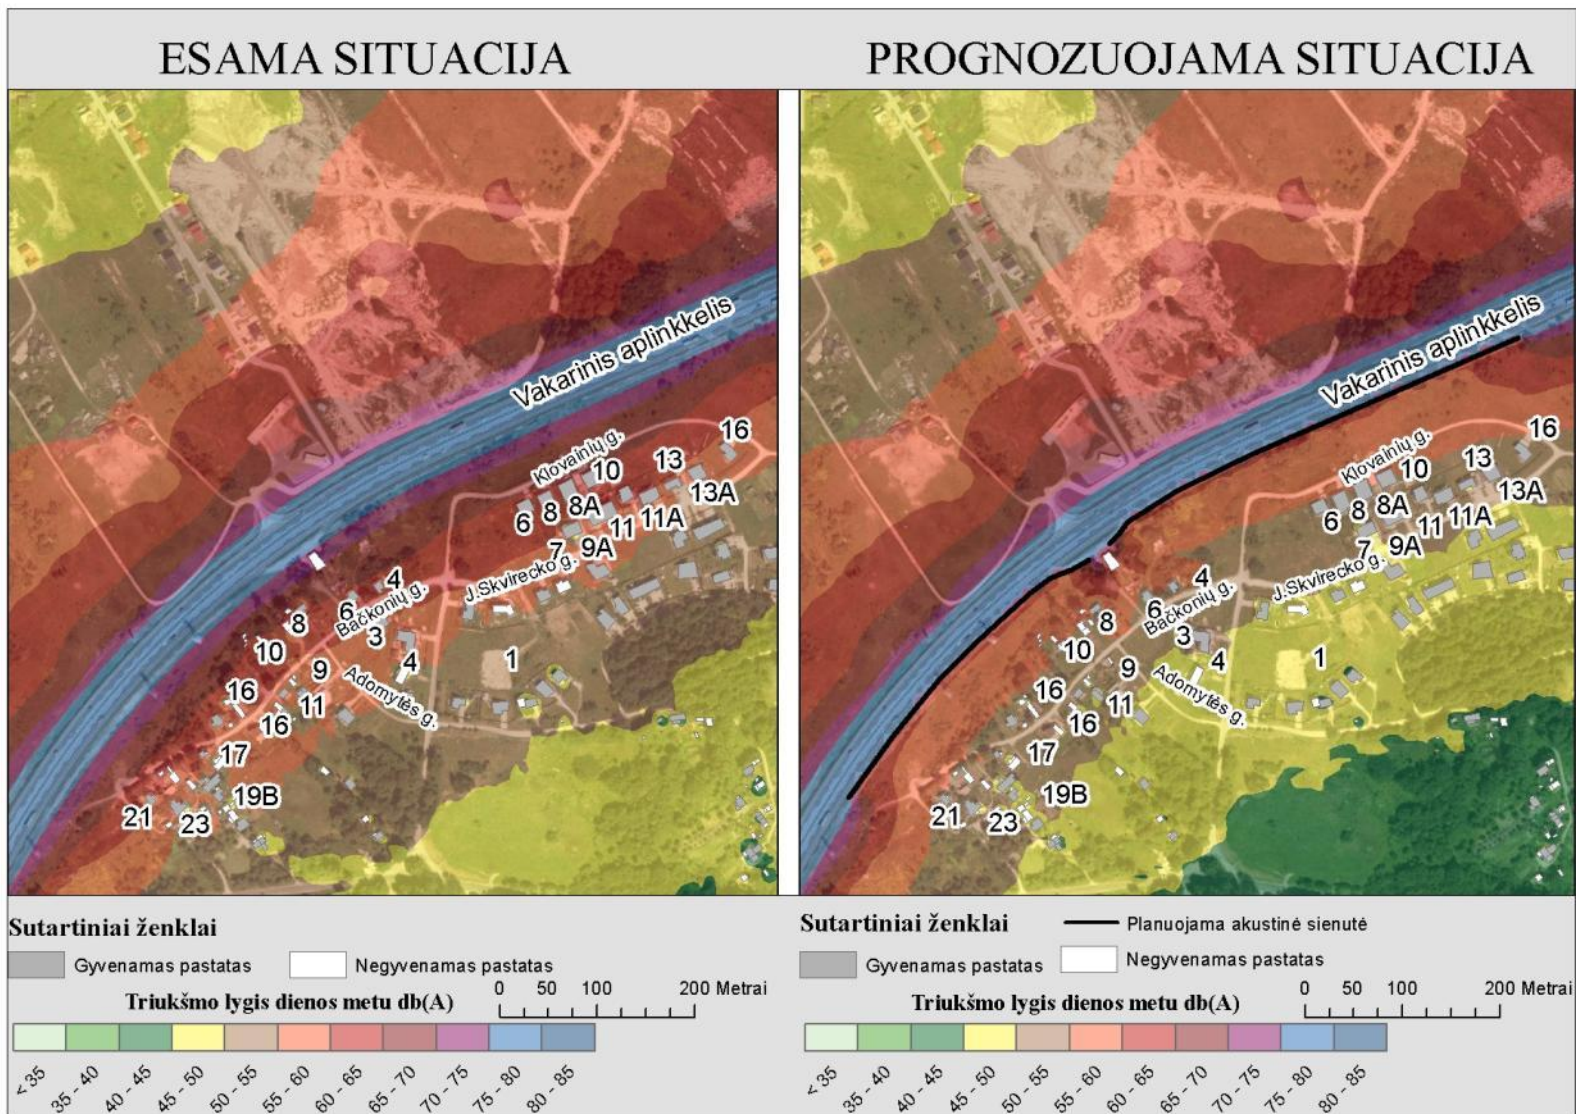 ESAMA SITUACIJA
Vakarinis aplinkkelis
16
Klovainių g.
10
13
13A
6
8
8A
11
11A
7
9A
J.Skvirecko g.
4
6
Bačkonių g.
8
3
10
9
4
1
Adomytės g.
16
11
16
17
19B
21
23
Sutartiniai ženklai
Gyvenamas pastatas
Negyvenamas pastatas
Triukšmo lygis dienos metu db(A)
0 50 100 200 Metrai
< 35
35 - 40
40 - 45
45 - 50
50 - 55
55 - 60
60 - 65
65 - 70
70 - 75
75 - 80
80 - 85
PROGNOZUOJAMA SITUACIJA
Vakarinis aplinkkelis
16
Klovainių g.
10
13
13A
6
8
8A
11
11A
7
9A
J.Skvirecko g.
4
6
Bačkonių g.
8
3
10
9
4
1
Adomytės g.
16
11
16
17
19B
21
23
Sutartiniai ženklai
Planuojama akustinė sienutė
Gyvenamas pastatas
Negyvenamas pastatas
Triukšmo lygis dienos metu db(A)
0 50 100 200 Metrai
< 35
35 - 40
40 - 45
45 - 50
50 - 55
55 - 60
60 - 65
65 - 70
70 - 75
75 - 80
80 - 85